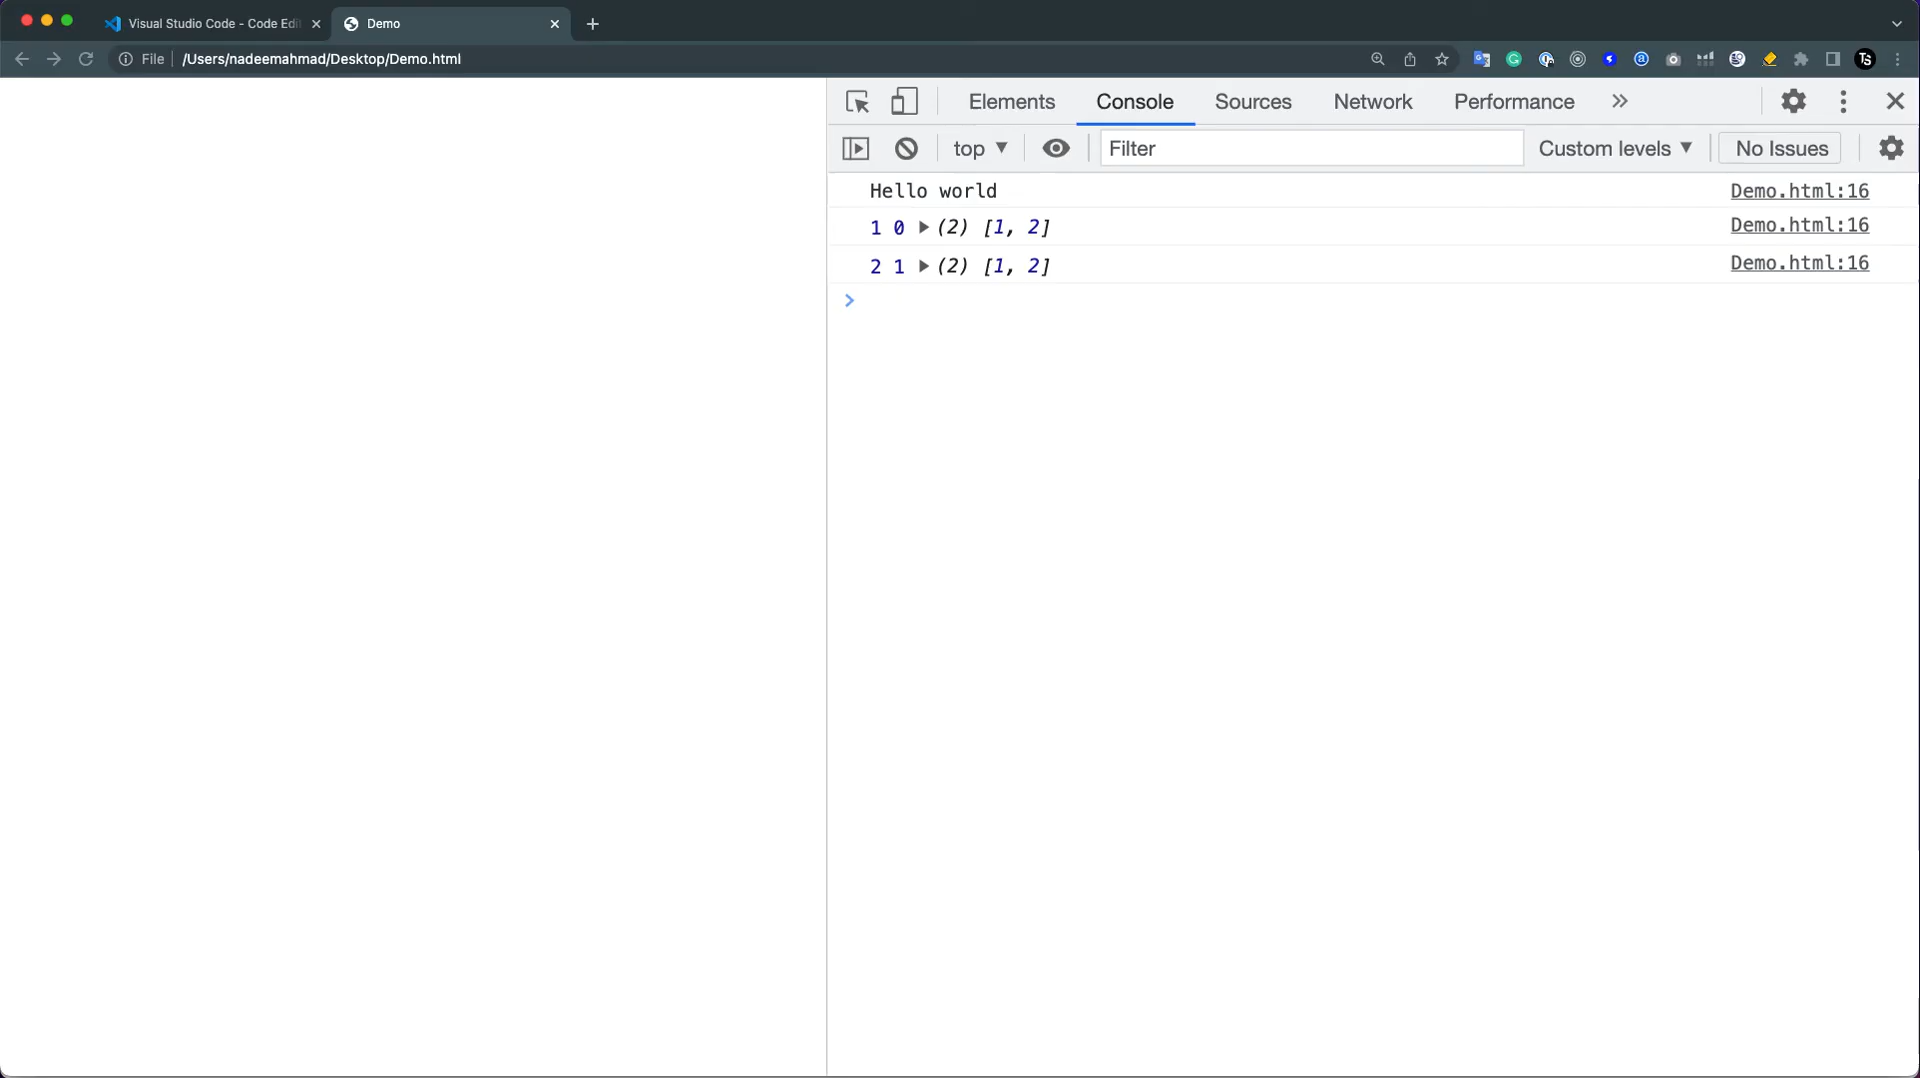 Visual Studio Code - Code Edi
Demo
File /Users/nadeemahmad/Desktop/Demo.html
Elements Console Sources Network Performance
top Filter Custom levels No Issues
Hello world Demo.html:16
1 0 (2) [1, 2] Demo.html:16
2 1 (2) [1, 2] Demo.html:16